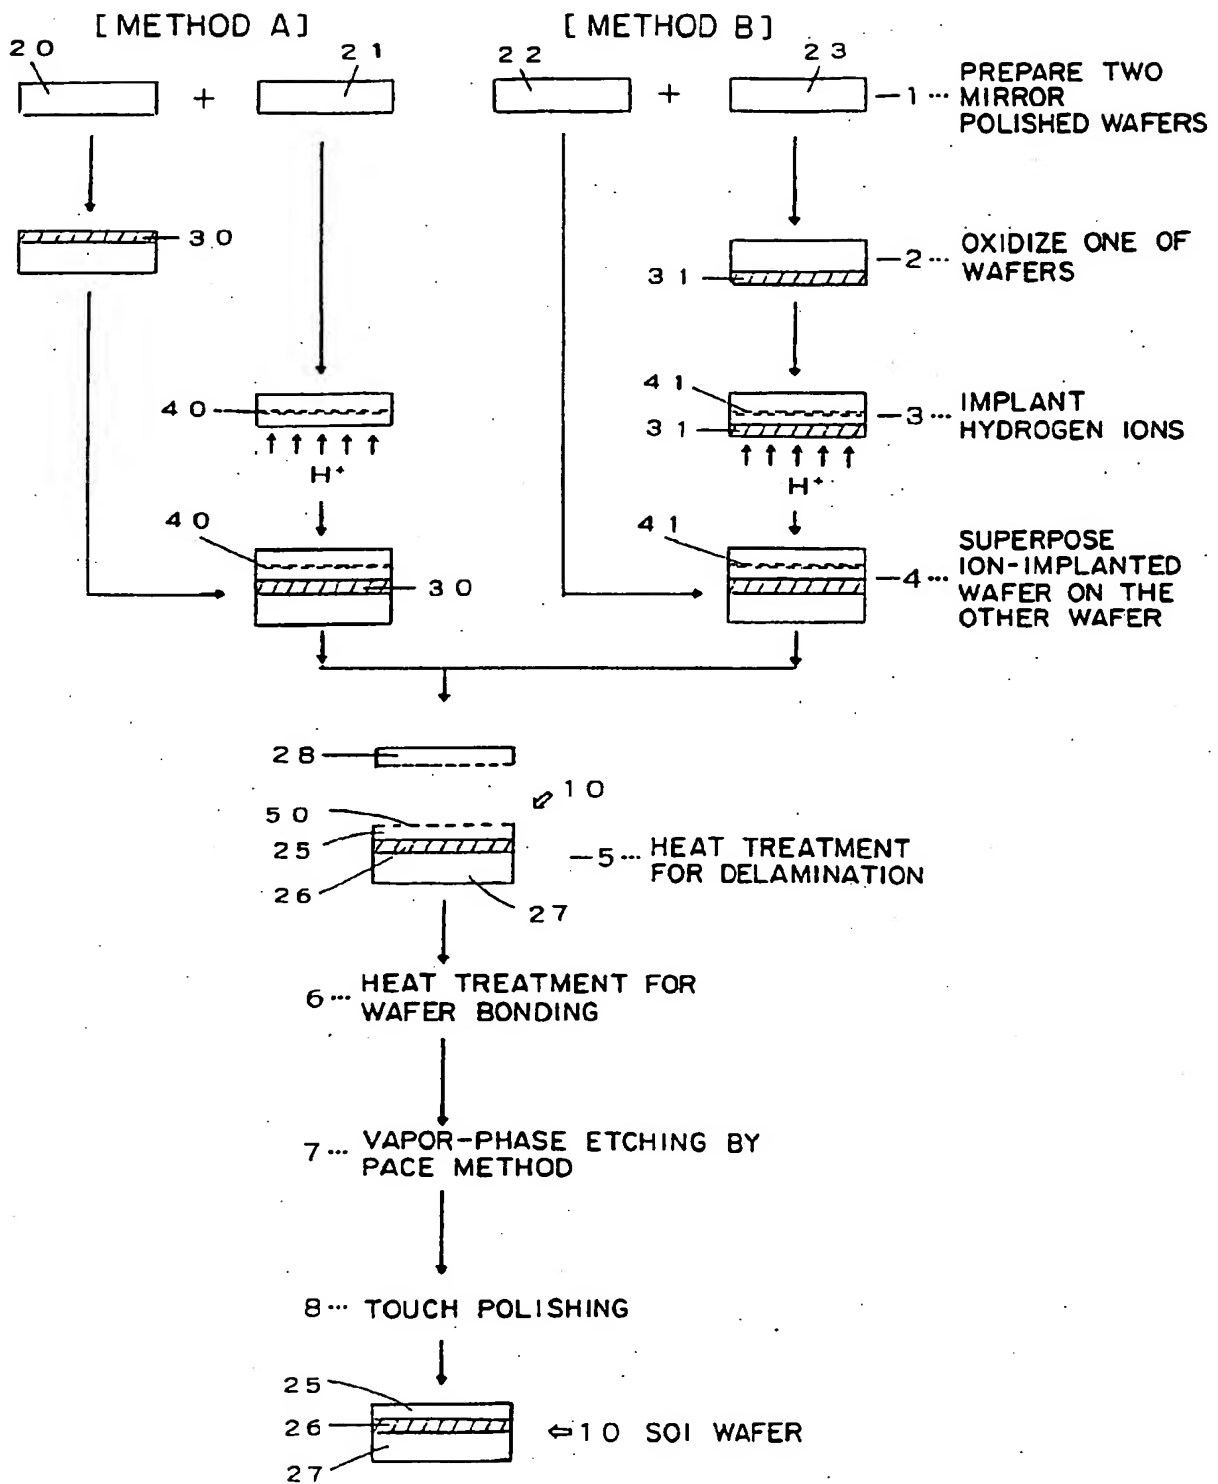 [METHOD A]
[METHOD B]
20
21
22
23
+
+
1... PREPARE TWO
MIRROR
POLISHED WAFERS
30
31
2... OXIDIZE ONE OF
WAFERS
40
41
31
3... IMPLANT
HYDROGEN IONS
H+
H+
40
30
41
4... SUPERPOSE
ION-IMPLANTED
WAFER ON THE
OTHER WAFER
28
10
50
25
26
27
5... HEAT TREATMENT
FOR DELAMINATION
6... HEAT TREATMENT FOR
WAFER BONDING
7... VAPOR-PHASE ETCHING BY
PACE METHOD
8... TOUCH POLISHING
25
26
27
10 SOI WAFER